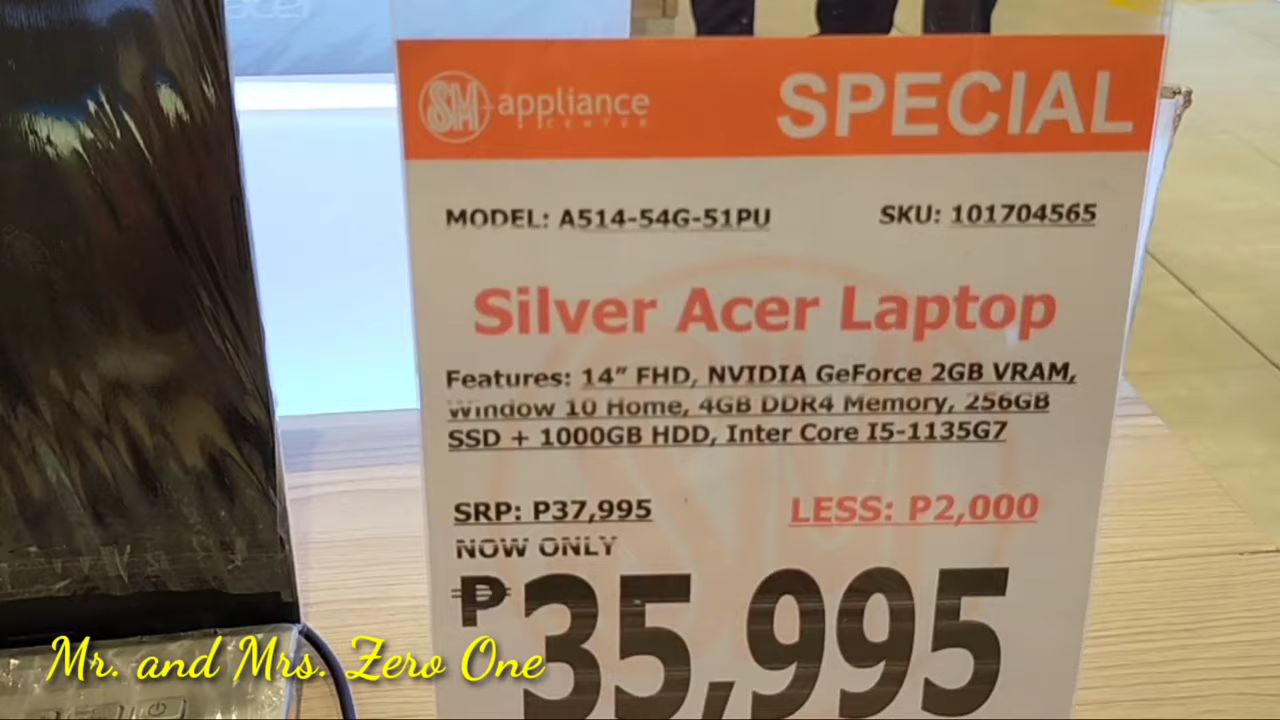 acer
SM appliance
CENTER
SPECIAL
MODEL: A514-54G-51PU
SKU: 101704565
Silver Acer Laptop
Features: 14" FHD, NVIDIA GeForce 2GB VRAM,
Window 10 Home, 4GB DDR4 Memory, 256GB
SSD + 1000GB HDD, Inter Core I5-1135G7
SRP: P37,995
LESS: P2,000
NOW ONLY
₱35,995
Mr. and Mrs. Zero One